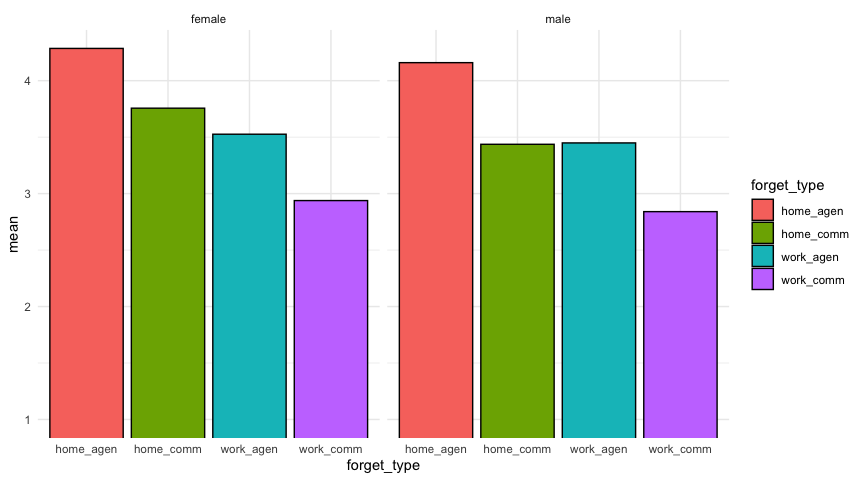 female male
mean
4
3
2
1
home_agen home_comm work_agen work_comm home_agen home_comm work_agen work_comm
forget_type
forget_type
home_agen
home_comm
work_agen
work_comm